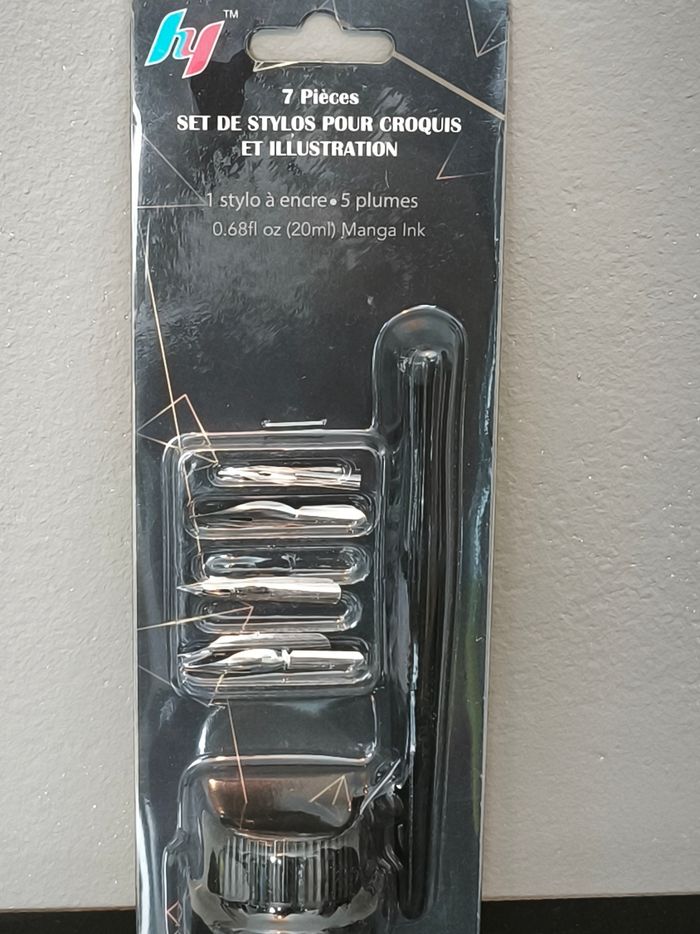 hy™
7 Pièces
SET DE STYLOS POUR CROQUIS
ET ILLUSTRATION
1 stylo à encre • 5 plumes
0.68fl oz (20ml) Manga Ink